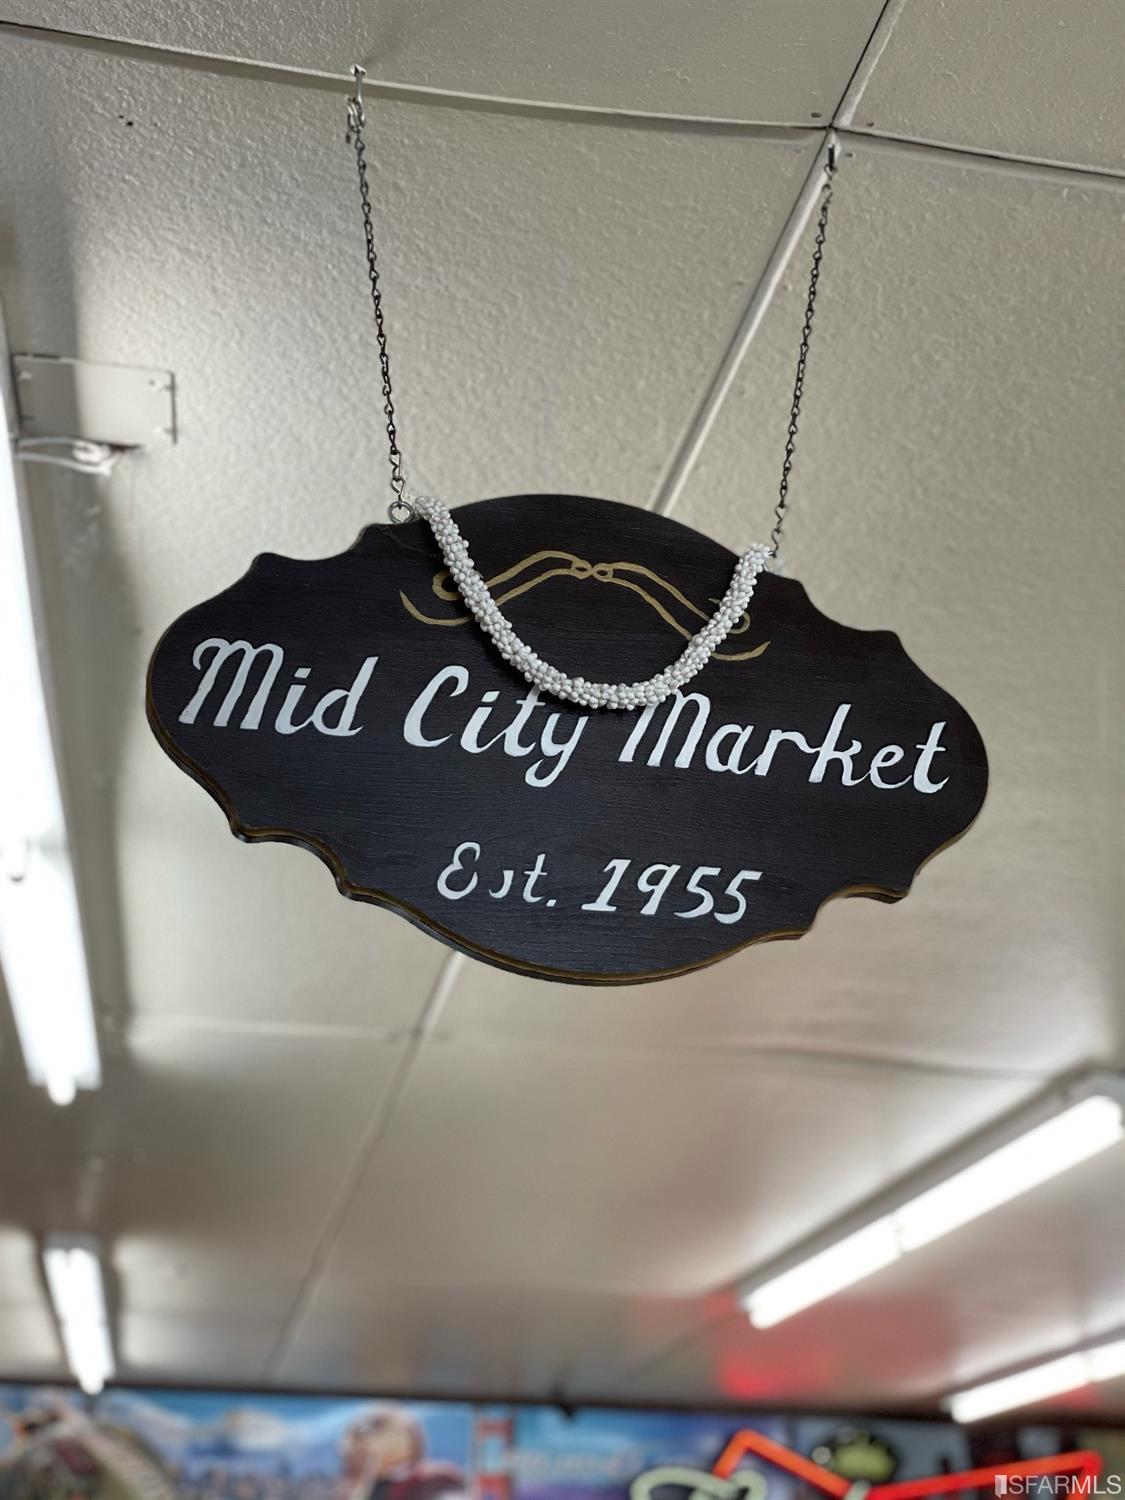 Mid City Market
Est. 1955
SFARMLS